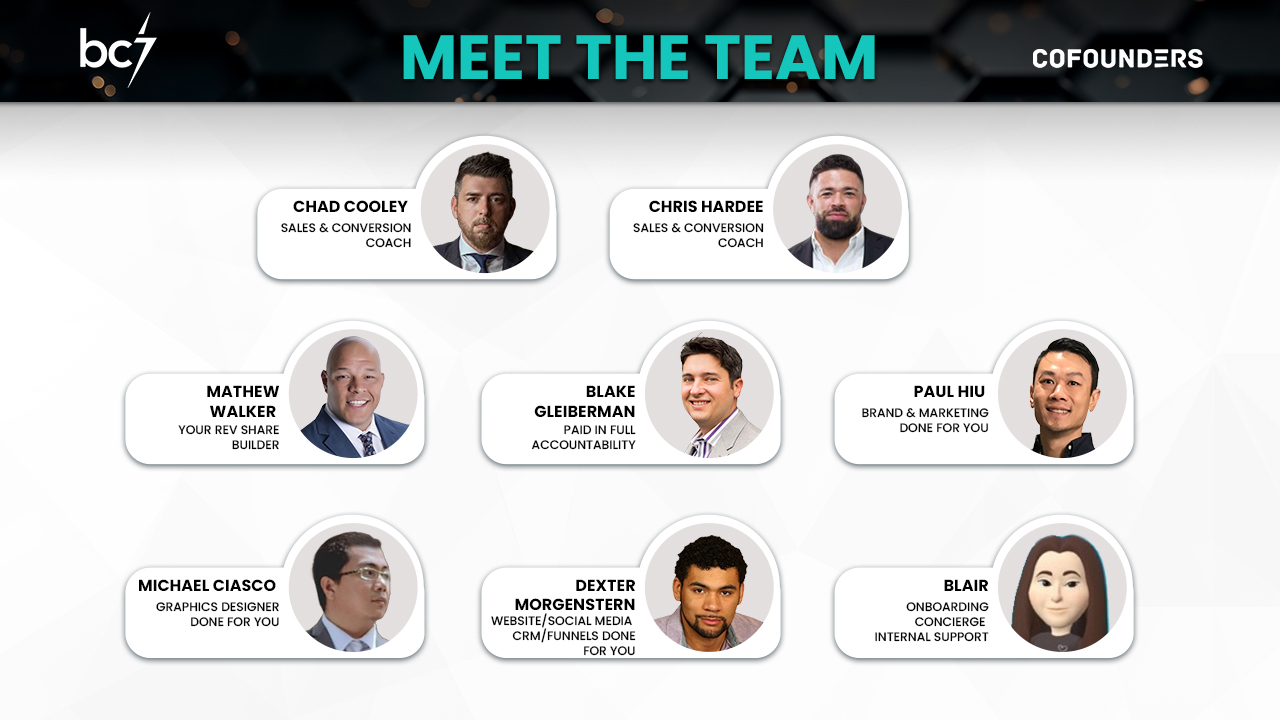 bc7
MEET THE TEAM
COFOUNDERS
CHAD COOLEY
SALES & CONVERSION
COACH
CHRIS HARDEE
SALES & CONVERSION
COACH
MATHEW
WALKER
YOUR REV SHARE
BUILDER
BLAKE
GLEIBERMAN
PAID IN FULL
ACCOUNTABILITY
PAUL HIU
BRAND & MARKETING
DONE FOR YOU
MICHAEL CIASCO
GRAPHICS DESIGNER
DONE FOR YOU
DEXTER
MORGENSTERN
WEBSITE/SOCIAL MEDIA
CRM/FUNNELS DONE
FOR YOU
BLAIR
ONBOARDING
CONCIERGE
INTERNAL SUPPORT